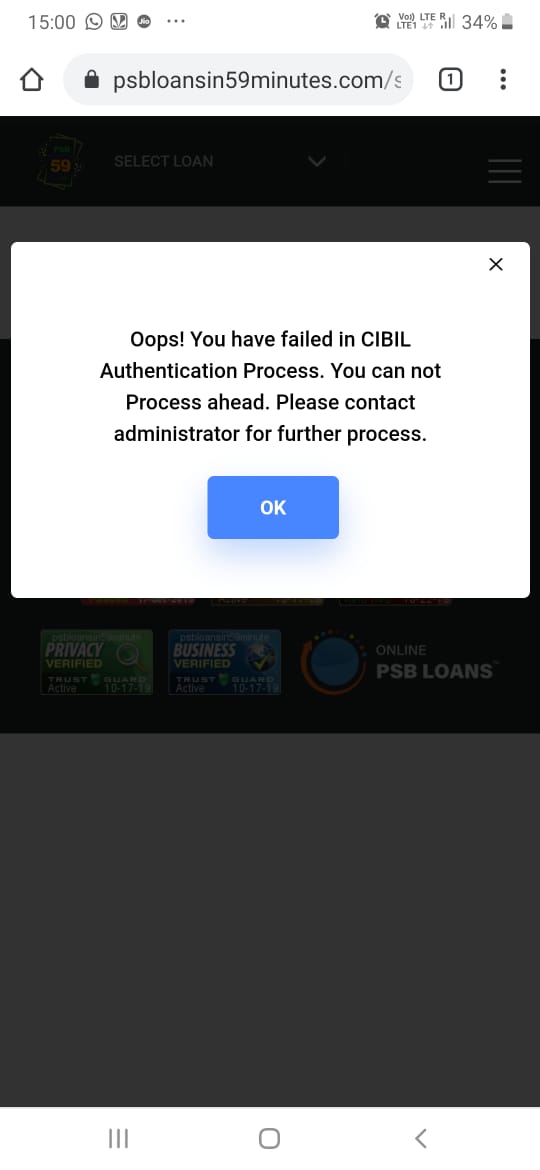 15:00
Jio
Vo) LTE R
LTE1
34%
psbloansin59minutes.com/s
1
PSB
59
SELECT LOAN
Oops! You have failed in CIBIL
Authentication Process. You can not
Process ahead. Please contact
administrator for further process.
OK
psbloansin59minute
PRIVACY
VERIFIED
TRUST GUARD
Active 10-17-19
psbloansin59minute
BUSINESS
VERIFIED
TRUST GUARD
Active 10-17-19
ONLINE
PSB LOANS